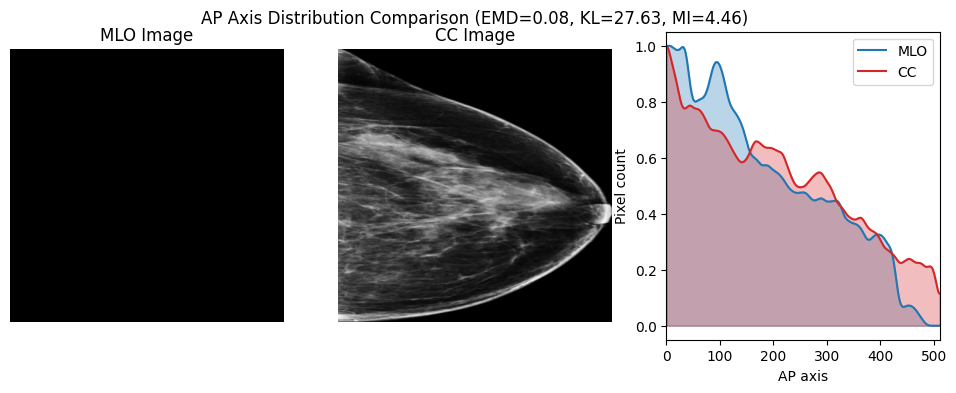 AP Axis Distribution Comparison (EMD=0.08, KL=27.63, MI=4.46)
MLO Image
CC Image
MLO
CC
Pixel count
1.0
0.8
0.6
0.4
0.2
0.0
0 100 200 300 400 500
AP axis